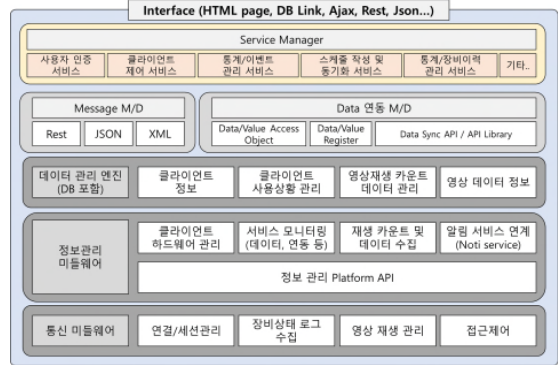 Interface (HTML page, DB Link, Ajax, Rest, Json...)
Service Manager
사용자 인증
서비스
클라이언트
제어 서비스
통계/이벤트
관리 서비스
스케줄 작성 및
동기화 서비스
통계/장비이력
관리 서비스
기타..
Message M/D
Rest
JSON
XML
Data 연동 M/D
Data/Value Access
Object
Data/Value
Register
Data Sync API / API Library
데이터 관리 엔진
(DB 포함)
클라이언트
정보
클라이언트
사용상황 관리
영상재생 카운트
데이터 관리
영상 데이터 정보
정보관리
미들웨어
클라이언트
하드웨어 관리
서비스 모니터링
(데이터, 연동 등)
재생 카운트 및
데이터 수집
알림 서비스 연계
(Noti service)
정보 관리 Platform API
통신 미들웨어
연결/세션관리
장비상태 로그
수집
영상 재생 관리
접근제어